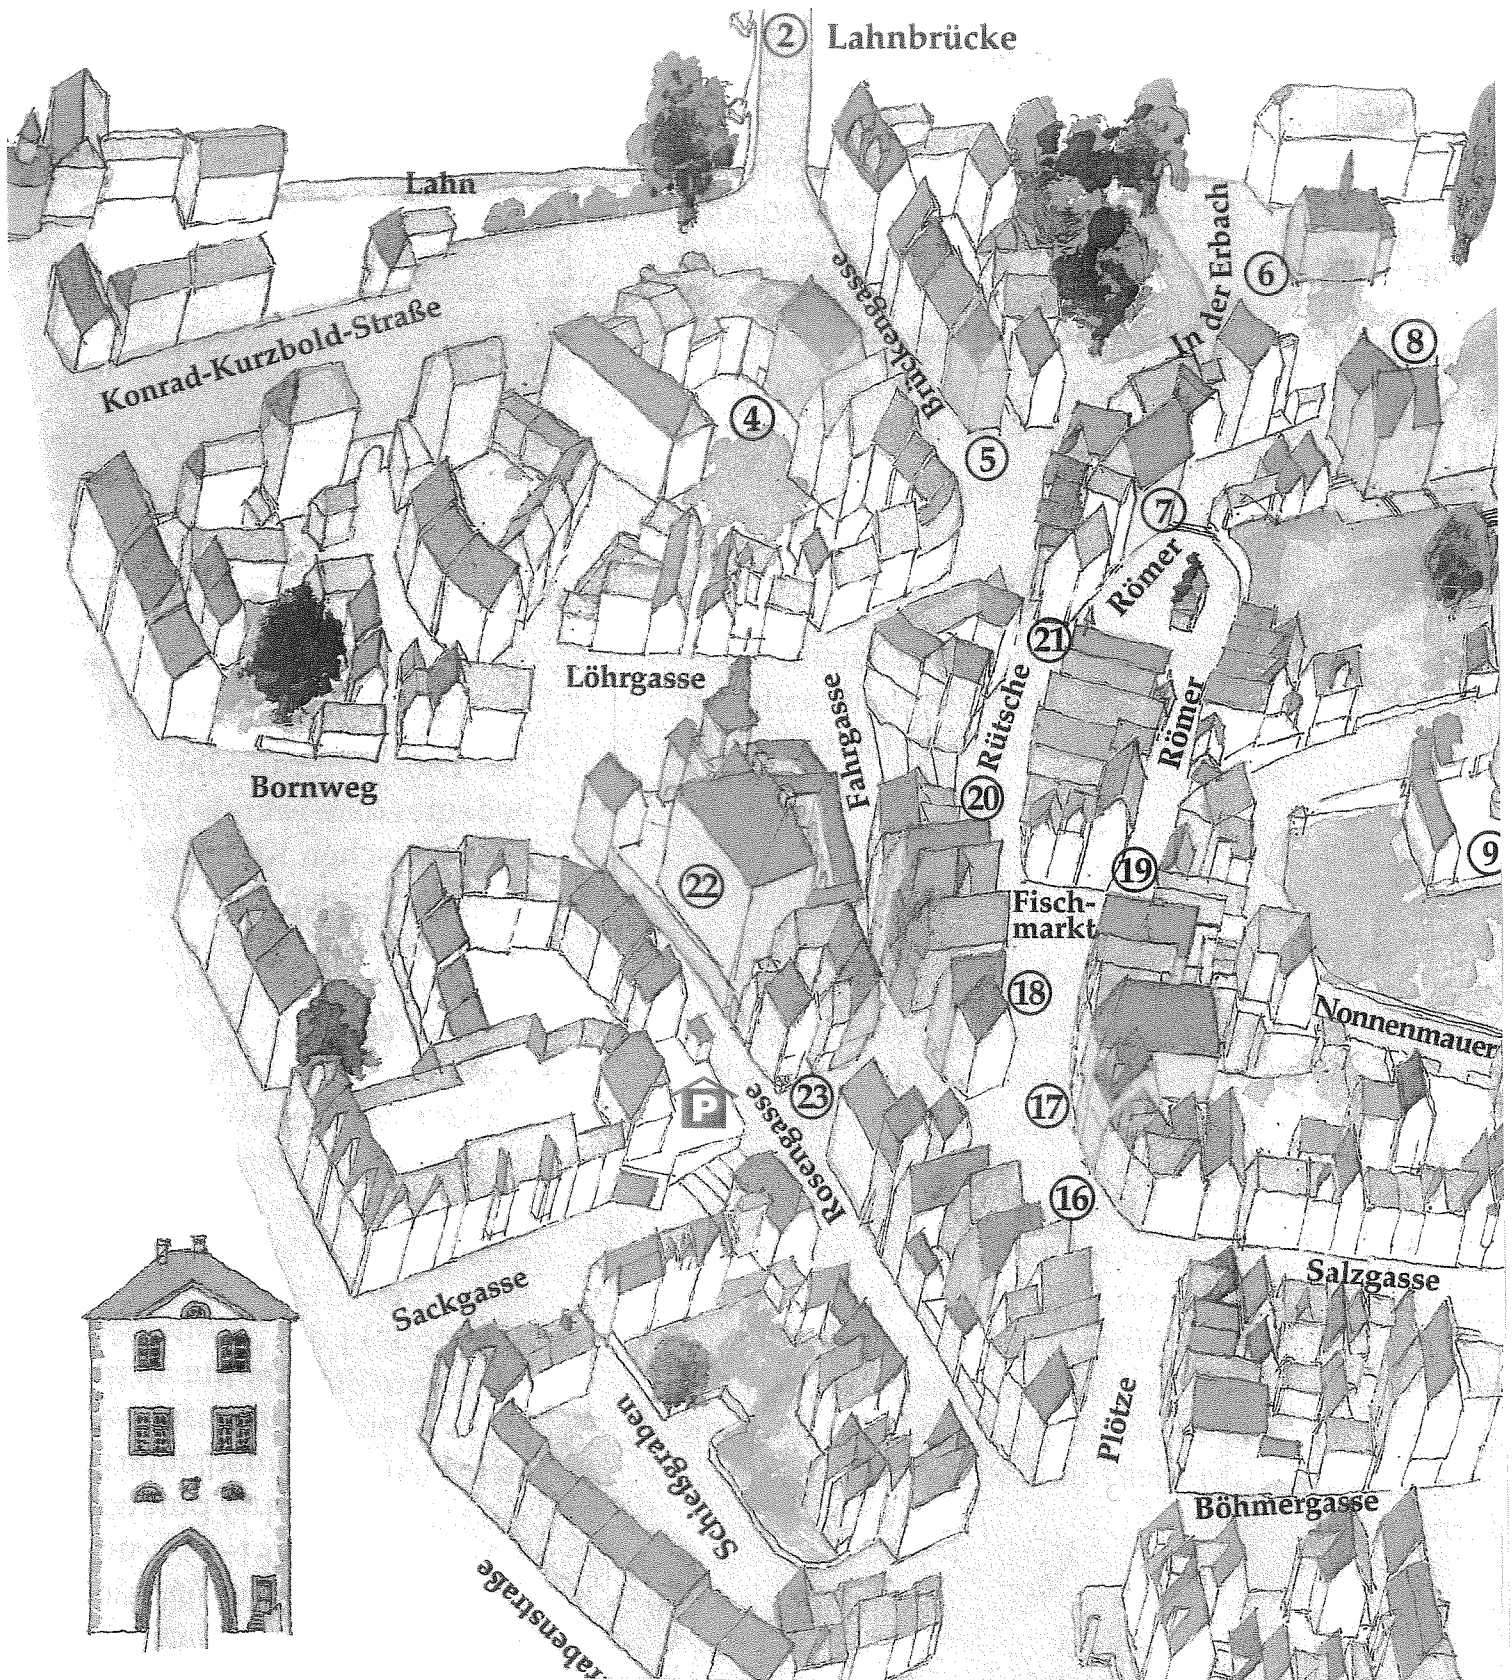 2 Lahnbrücke
Lahn
In der Erbach
6
Brückengasse
Konrad-Kurzbold-Straße
8
4
5
7
Römer
21
Löhrgasse
Fahrgasse
Rütsche
Römer
Bornweg
20
9
19
22
Fisch-
markt
18
Nonnenmauer
23
17
P
Rosengasse
16
Salzgasse
Sackgasse
Plötze
Schießgraben
Böhmergasse
rabenstraße